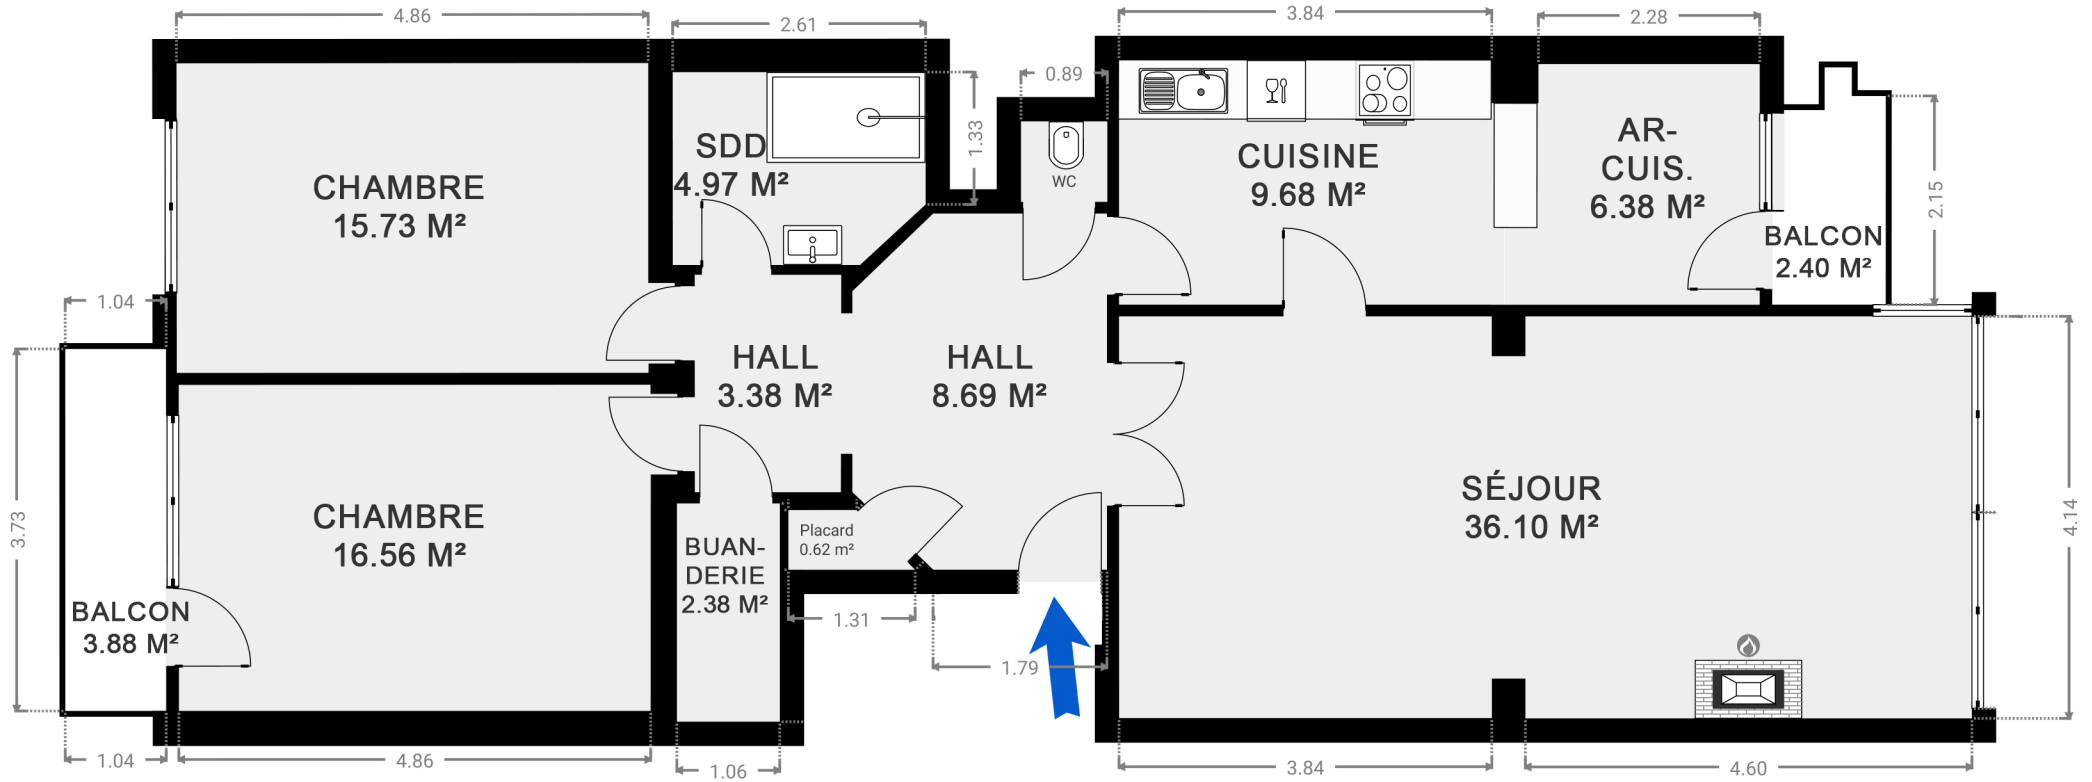 4.86
2.61
0.89
3.84
2.28
1.33
2.15
CHAMBRE
15.73 M²
SDD
4.97 M²
WC
CUISINE
9.68 M²
AR-
CUIS.
6.38 M²
BALCON
2.40 M²
1.04
HALL
3.38 M²
HALL
8.69 M²
3.73
CHAMBRE
16.56 M²
SÉJOUR
36.10 M²
4.14
Placard
0.62 m²
BUAN-
DERIE
2.38 M²
BALCON
3.88 M²
1.31
1.79
1.04
4.86
1.06
3.84
4.60